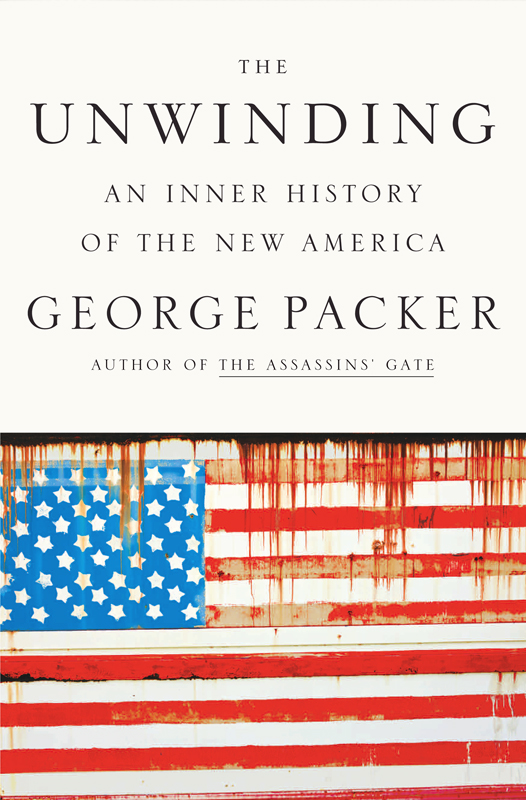 THE
UNWINDING
AN INNER HISTORY
OF THE NEW AMERICA
GEORGE PACKER
AUTHOR OF THE ASSASSINS' GATE